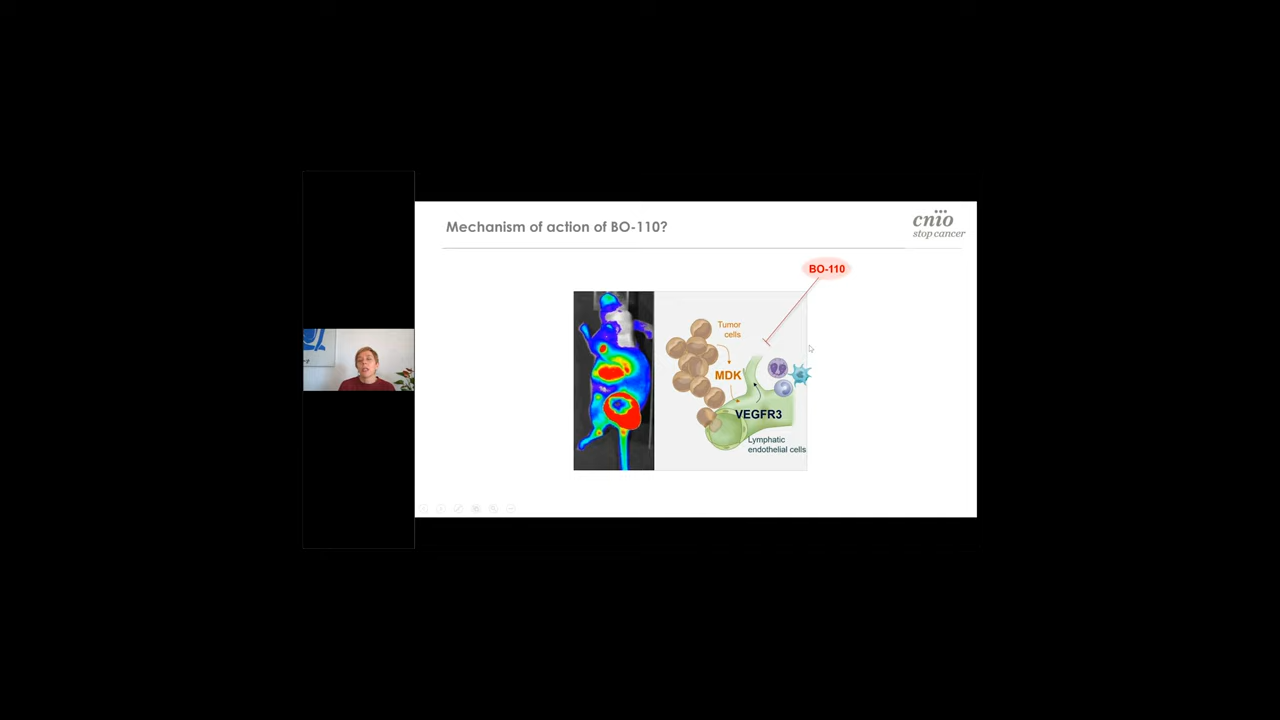 Mechanism of action of BO-110?
cnio
stop cancer
BO-110
Tumor
cells
MDK
VEGFR3
Lymphatic
endothelial cells